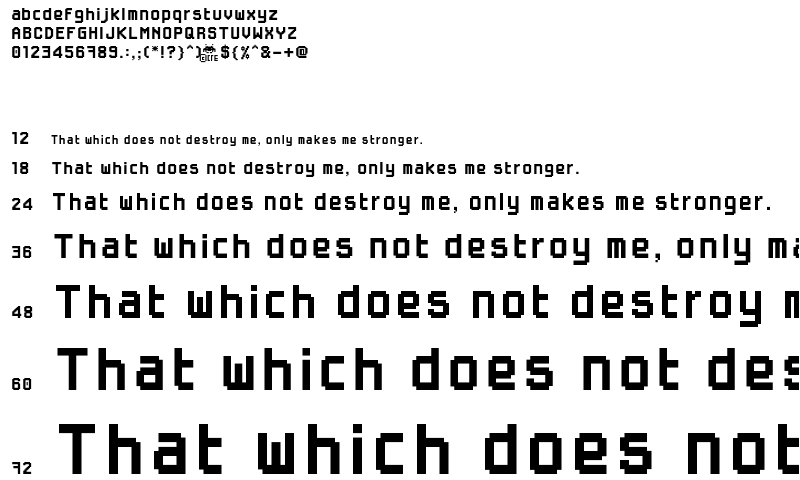 abcdefghijklmnopqrstuvwxyz
ABCDEFGHIJKLMNOPQRSTUVWXYZ
0123456789.:,;(*!?}^)${%^&-+@
12 That which does not destroy me, only makes me stronger.
18 That which does not destroy me, only makes me stronger.
24 That which does not destroy me, only makes me stronger.
36 That which does not destroy me, only ma
48 That which does not destroy m
60 That which does not des
72 That which does not